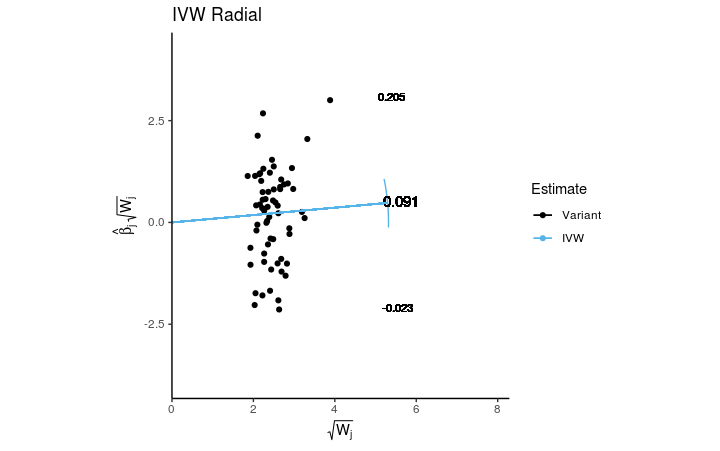 IVW Radial
β̂ⱼ√Wⱼ
2.5
0.0
-2.5
0.205
0.091
-0.023
0 2 4 6 8
√Wⱼ
Estimate
Variant
IVW